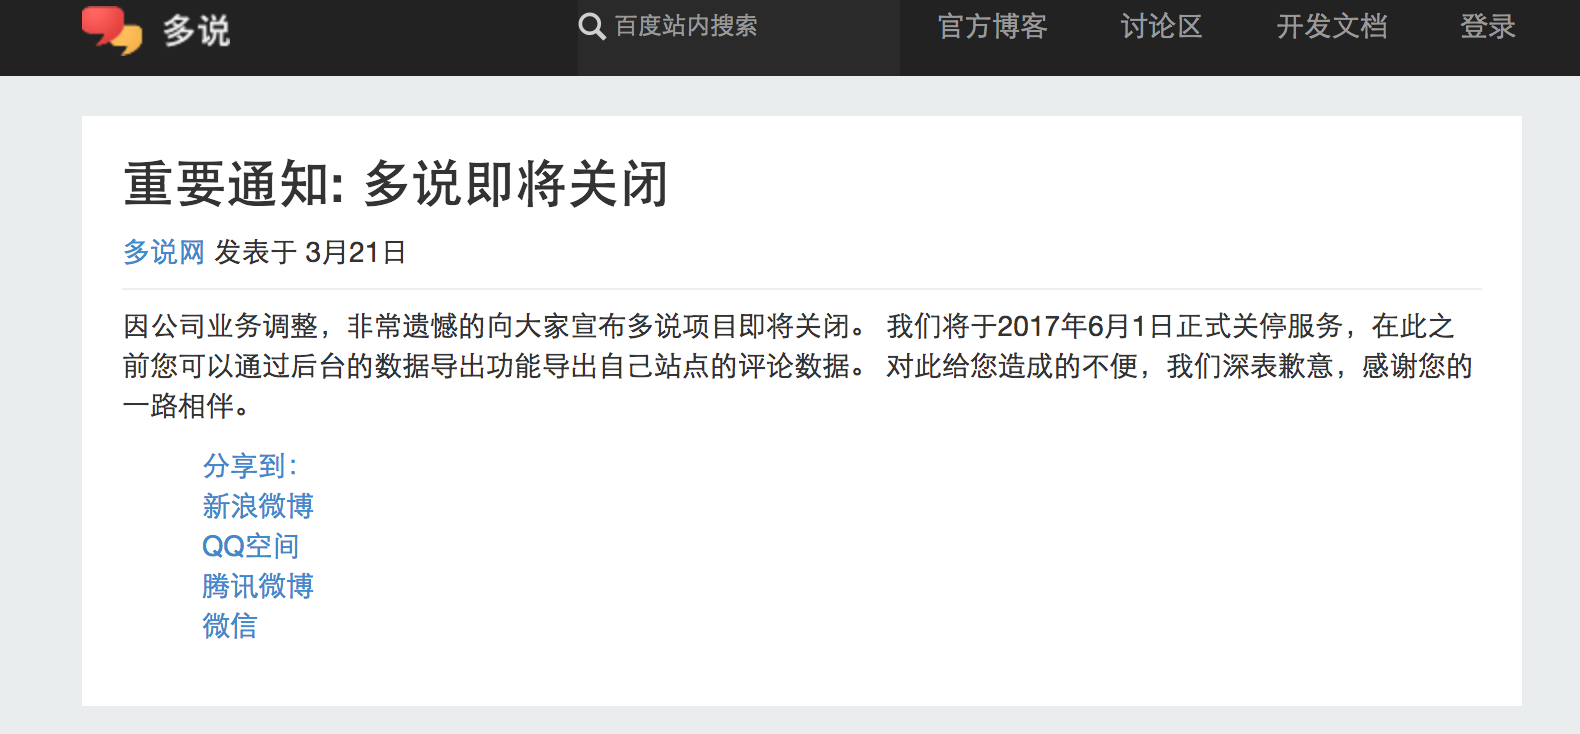 多说
百度站内搜索
官方博客
讨论区
开发文档
登录
重要通知: 多说即将关闭
多说网 发表于 3月21日
因公司业务调整，非常遗憾的向大家宣布多说项目即将关闭。 我们将于2017年6月1日正式关停服务，在此之
前您可以通过后台的数据导出功能导出自己站点的评论数据。 对此给您造成的不便，我们深表歉意，感谢您的
一路相伴。
分享到：
新浪微博
QQ空间
腾讯微博
微信